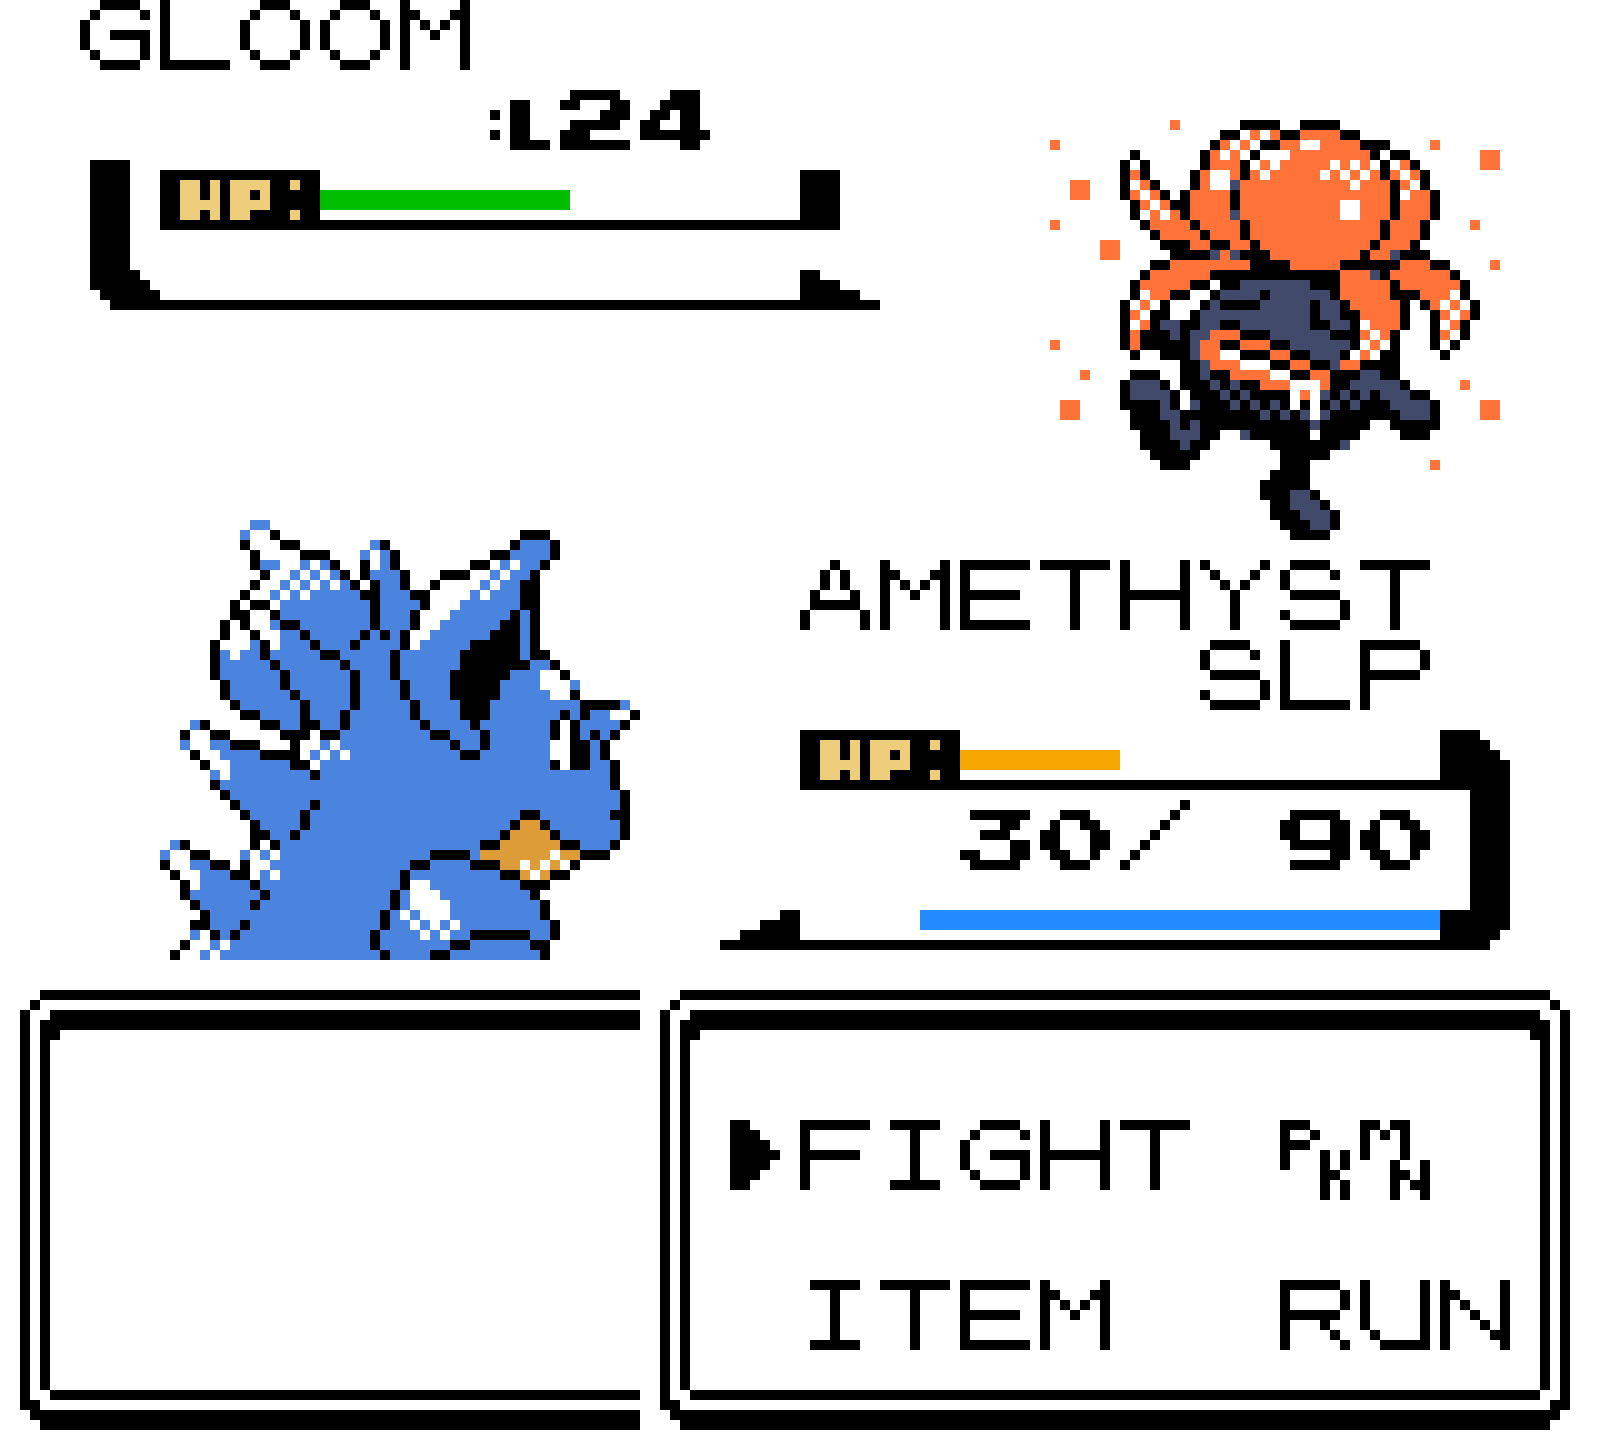 GLOOM
:L24
HP:
AMETHYST
SLP
HP:
30/ 90
▶FIGHT PKMN
ITEM RUN